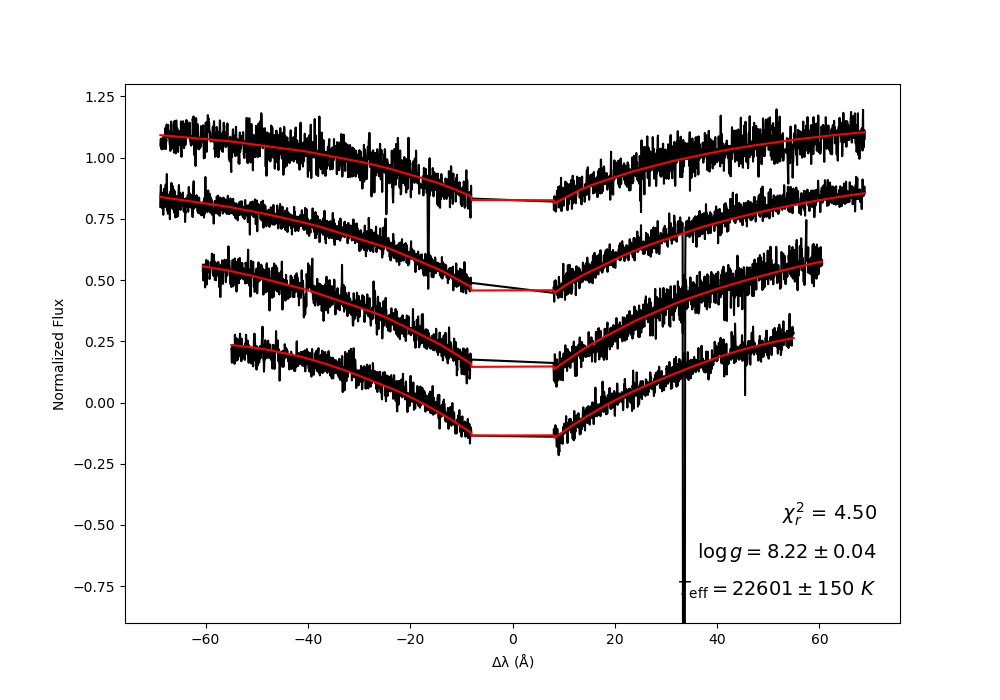 1.25
1.00
0.75
0.50
0.25
0.00
−0.25
−0.50
−0.75
Normalized Flux
χ²ᵣ = 4.50
log g = 8.22 ± 0.04
T_eff = 22601 ± 150 K
−60 −40 −20 0 20 40 60
Δλ (Å)